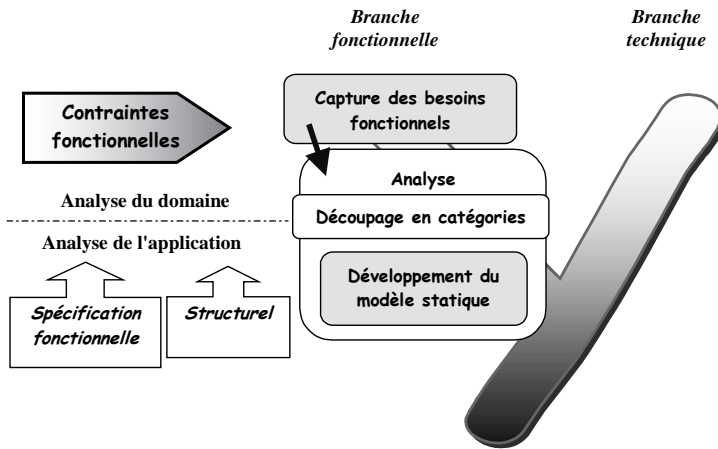 Branche
fonctionnelle
Branche
technique
Contraintes
fonctionnelles
Capture des besoins
fonctionnels
Analyse
Analyse du domaine
Découpage en catégories
Analyse de l'application
Développement du
modèle statique
Spécification
fonctionnelle
Structurel